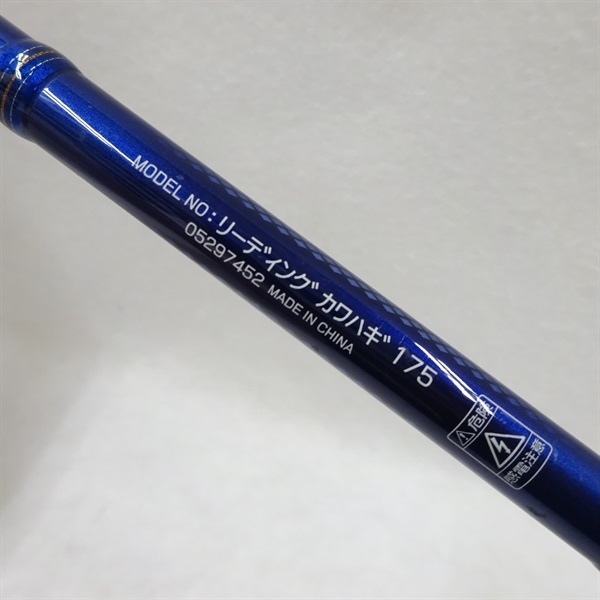 MODEL NO:リーディング カワハギ 175
05297452 MADE IN CHINA
危険
感電注意